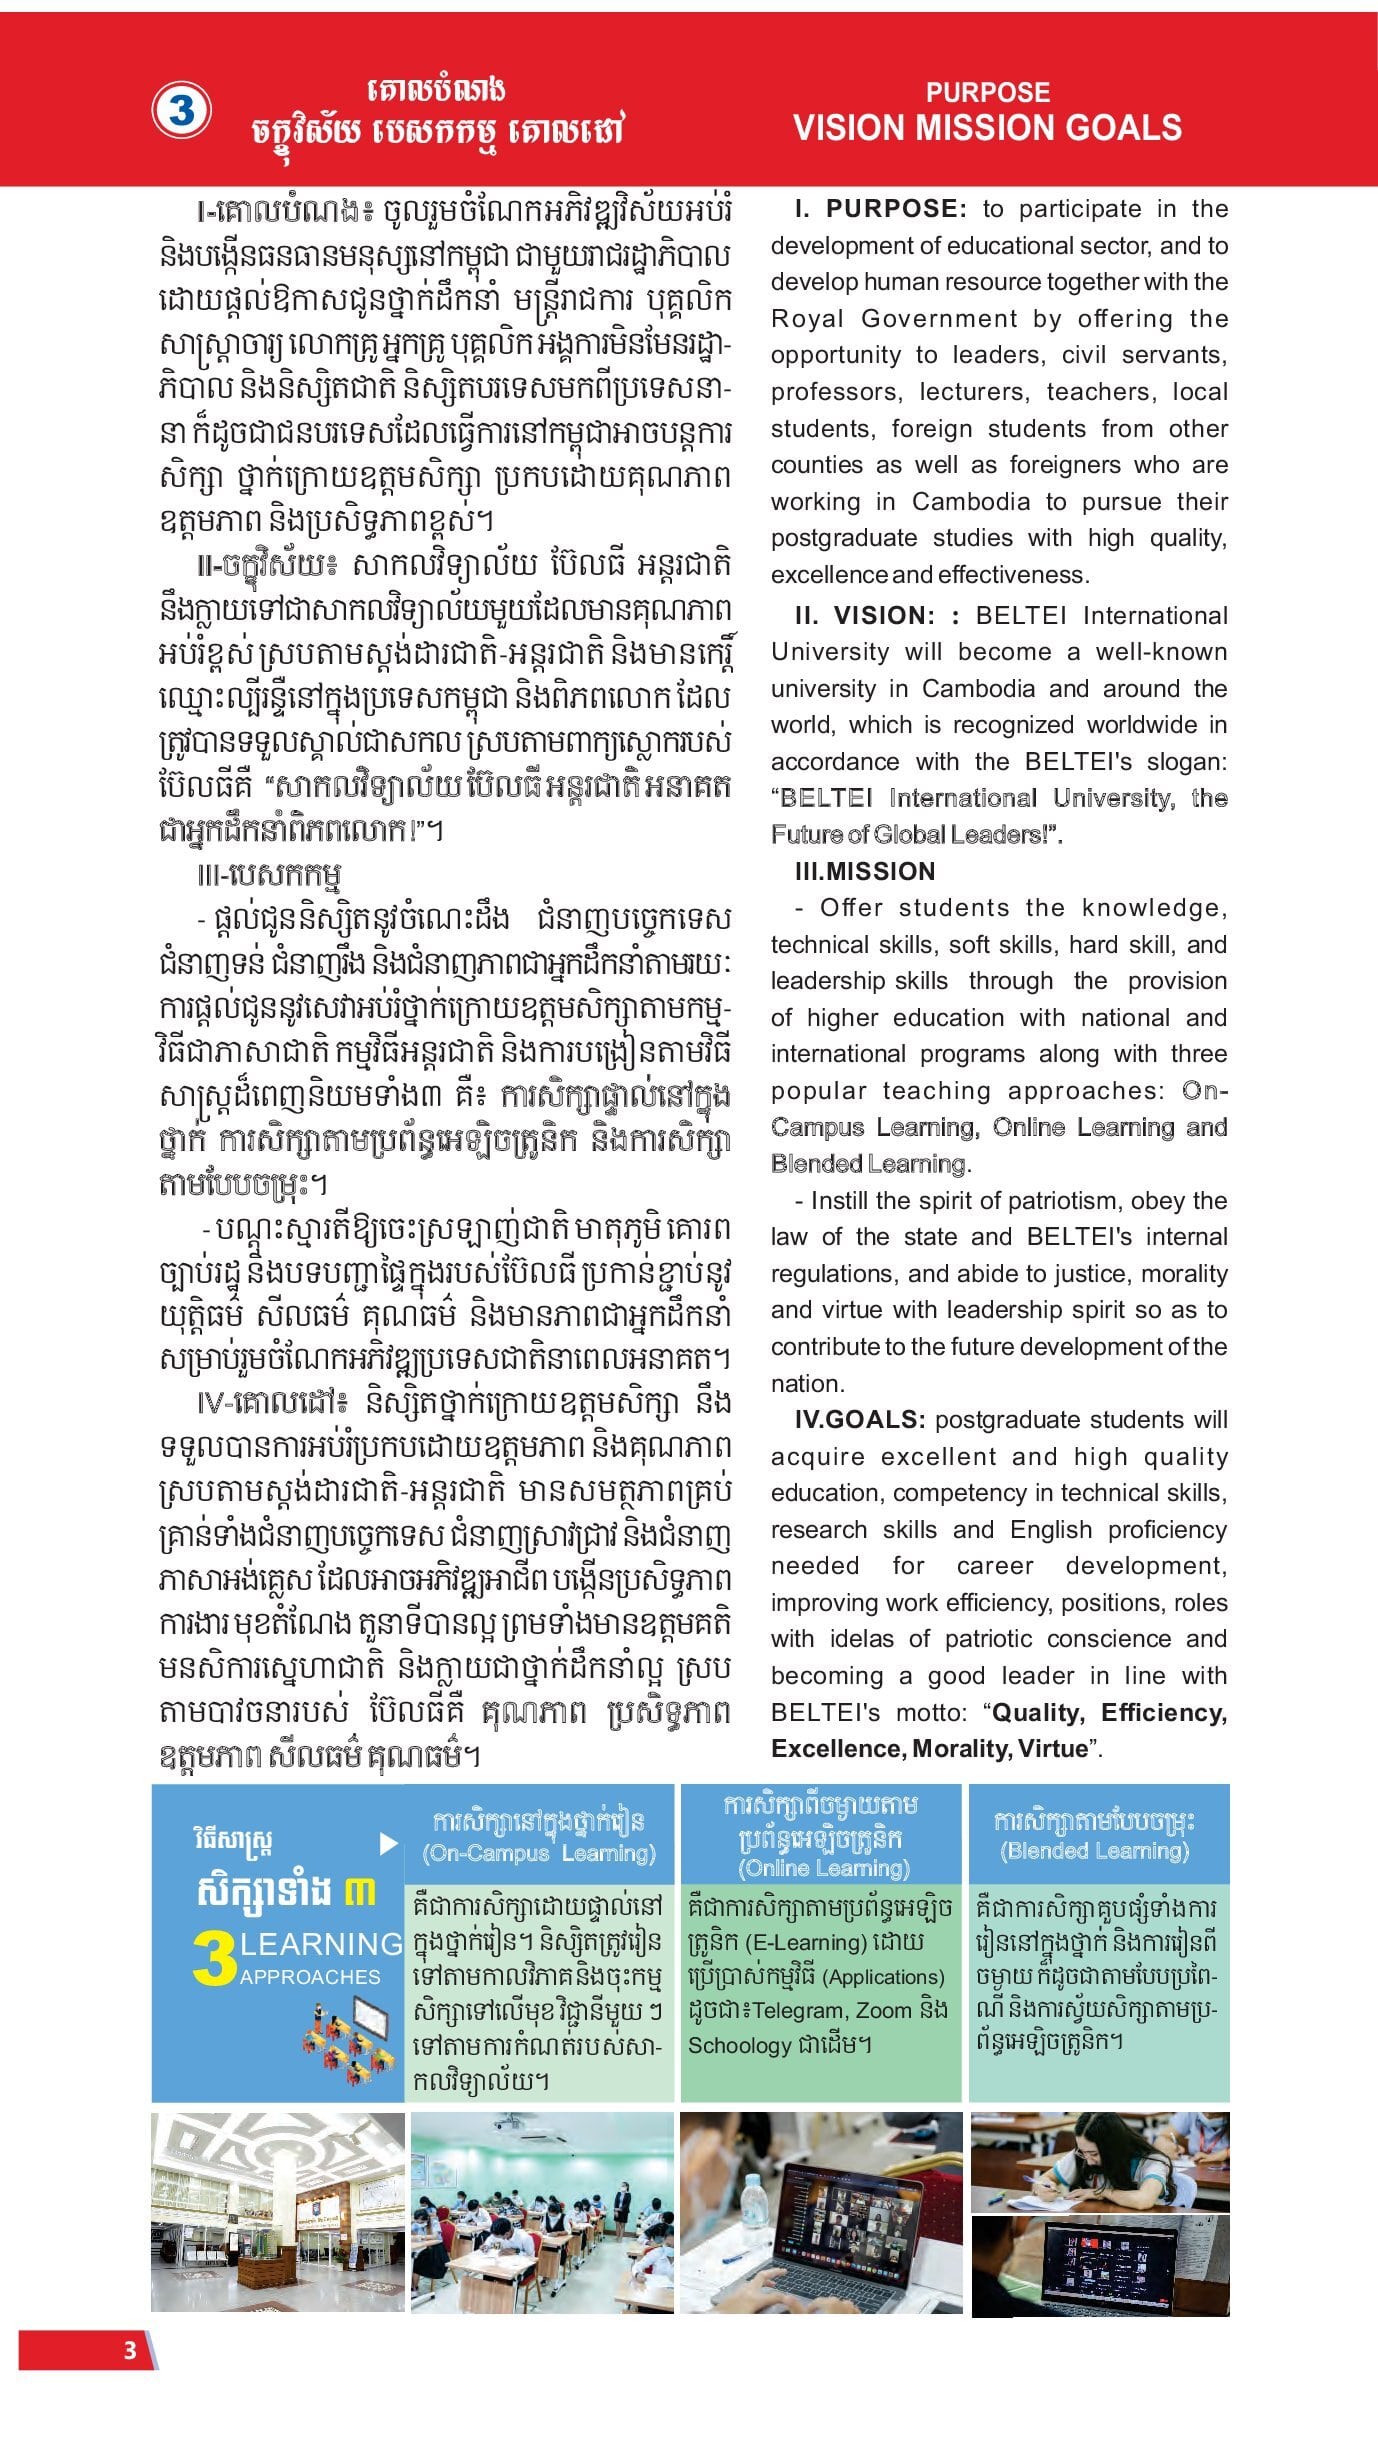 3
គោលបំណង
ចក្ខុវិស័យ បេសកកម្ម គោលដៅ
PURPOSE
VISION MISSION GOALS
I-គោលបំណង៖ ចូលរួមចំណែកអភិវឌ្ឍវិស័យអប់រំ
និងបង្កើនធនធានមនុស្សនៅកម្ពុជា ជាមួយរាជរដ្ឋាភិបាល
ដោយផ្តល់ឱកាសជូនថ្នាក់ដឹកនាំ មន្ត្រីរាជការ បុគ្គលិក
សាស្ត្រាចារ្យ លោកគ្រូ អ្នកគ្រូ បុគ្គលិក អង្គការមិនមែនរដ្ឋា-
ភិបាល និងនិស្សិតជាតិ និស្សិតបរទេសមកពីប្រទេសនា-
នា ក៏ដូចជាជនបរទេសដែលធ្វើការនៅកម្ពុជាអាចបន្តការ
សិក្សា ថ្នាក់ក្រោយឧត្តមសិក្សា ប្រកបដោយគុណភាព
ឧត្តមភាព និងប្រសិទ្ធភាពខ្ពស់។
II-ចក្ខុវិស័យ៖ សាកលវិទ្យាល័យ ប៊ែលធី អន្តរជាតិ
នឹងក្លាយទៅជាសាកលវិទ្យាល័យមួយដែលមានគុណភាព
អប់រំខ្ពស់ ស្របតាមស្តង់ដារជាតិ-អន្តរជាតិ និងមានកេរ្តិ៍
ឈ្មោះល្បីរន្ទឺនៅក្នុងប្រទេសកម្ពុជា និងពិភពលោក ដែល
ត្រូវបានទទួលស្គាល់ជាសកល ស្របតាមពាក្យស្លោករបស់
ប៊ែលធីគឺ “សាកលវិទ្យាល័យ ប៊ែលធី អន្តរជាតិ អនាគត
ជាអ្នកដឹកនាំពិភពលោក!”។
III-បេសកកម្ម
- ផ្តល់ជូននិស្សិតនូវចំណេះដឹង ជំនាញបច្ចេកទេស
ជំនាញទន់ ជំនាញរឹង និងជំនាញភាពជាអ្នកដឹកនាំតាមរយៈ
ការផ្តល់ជូននូវសេវាអប់រំថ្នាក់ក្រោយឧត្តមសិក្សាតាមកម្ម-
វិធីជាភាសាជាតិ កម្មវិធីអន្តរជាតិ និងការបង្រៀនតាមវិធី
សាស្ត្រដ៏ពេញនិយមទាំង៣ គឺ៖ ការសិក្សាផ្ទាល់នៅក្នុង
ថ្នាក់ ការសិក្សាតាមប្រព័ន្ធអេឡិចត្រូនិក និងការសិក្សា
តាមបែបចម្រុះ។
- បណ្តុះស្មារតីឱ្យចេះស្រឡាញ់ជាតិ មាតុភូមិ គោរព
ច្បាប់រដ្ឋ និងបទបញ្ជាផ្ទៃក្នុងរបស់ប៊ែលធី ប្រកាន់ខ្ជាប់នូវ
យុត្តិធម៌ សីលធម៌ គុណធម៌ និងមានភាពជាអ្នកដឹកនាំ
សម្រាប់រួមចំណែកអភិវឌ្ឍប្រទេសជាតិនាពេលអនាគត។
IV-គោលដៅ៖ និស្សិតថ្នាក់ក្រោយឧត្តមសិក្សា នឹង
ទទួលបានការអប់រំប្រកបដោយឧត្តមភាព និងគុណភាព
ស្របតាមស្តង់ដារជាតិ-អន្តរជាតិ មានសមត្ថភាពគ្រប់
គ្រាន់ទាំងជំនាញបច្ចេកទេស ជំនាញស្រាវជ្រាវ និងជំនាញ
ភាសាអង់គ្លេស ដែលអាចអភិវឌ្ឍអាជីព បង្កើនប្រសិទ្ធភាព
ការងារ មុខតំណែង តួនាទីបានល្អ ព្រមទាំងមានឧត្តមគតិ
មនសិការស្នេហាជាតិ និងក្លាយជាថ្នាក់ដឹកនាំល្អ ស្រប
តាមបាវចនារបស់ ប៊ែលធីគឺ គុណភាព ប្រសិទ្ធភាព
ឧត្តមភាព សីលធម៌ គុណធម៌។
I. PURPOSE: to participate in the
development of educational sector, and to
develop human resource together with the
Royal Government by offering the
opportunity to leaders, civil servants,
professors, lecturers, teachers, local
students, foreign students from other
counties as well as foreigners who are
working in Cambodia to pursue their
postgraduate studies with high quality,
excellence and effectiveness.
II. VISION: : BELTEI International
University will become a well-known
university in Cambodia and around the
world, which is recognized worldwide in
accordance with the BELTEI's slogan:
“BELTEI International University, the
Future of Global Leaders!”.
III.MISSION
- Offer students the knowledge,
technical skills, soft skills, hard skill, and
leadership skills through the provision
of higher education with national and
international programs along with three
popular teaching approaches: On-
Campus Learning, Online Learning and
Blended Learning.
- Instill the spirit of patriotism, obey the
law of the state and BELTEI's internal
regulations, and abide to justice, morality
and virtue with leadership spirit so as to
contribute to the future development of the
nation.
IV.GOALS: postgraduate students will
acquire excellent and high quality
education, competency in technical skills,
research skills and English proficiency
needed for career development,
improving work efficiency, positions, roles
with idelas of patriotic conscience and
becoming a good leader in line with
BELTEI's motto: “Quality, Efficiency,
Excellence, Morality, Virtue”.
វិធីសាស្ត្រ
សិក្សាទាំង ៣
3 LEARNING
APPROACHES
ការសិក្សានៅក្នុងថ្នាក់រៀន
(On-Campus Learning)
គឺជាការសិក្សាដោយផ្ទាល់នៅ
ក្នុងថ្នាក់រៀន។ និស្សិតត្រូវរៀន
ទៅតាមកាលវិភាគ និងចុះកម្ម
សិក្សាទៅលើមុខវិជ្ជានីមួយៗ
ទៅតាមការកំណត់របស់សា-
កលវិទ្យាល័យ។
ការសិក្សាពីចម្ងាយតាម
ប្រព័ន្ធអេឡិចត្រូនិក
(Online Learning)
គឺជាការសិក្សាតាមប្រព័ន្ធអេឡិច
ត្រូនិក (E-Learning) ដោយ
ប្រើប្រាស់កម្មវិធី (Applications)
ដូចជា៖Telegram, Zoom និង
Schoology ជាដើម។
ការសិក្សាតាមបែបចម្រុះ
(Blended Learning)
គឺជាការសិក្សាគួបផ្សំទាំងការ
រៀននៅក្នុងថ្នាក់ និងការរៀនពី
ចម្ងាយ ក៏ដូចជាតាមបែបប្រពៃ-
ណី និងការស្វ័យសិក្សាតាមប្រ-
ព័ន្ធអេឡិចត្រូនិក។
3